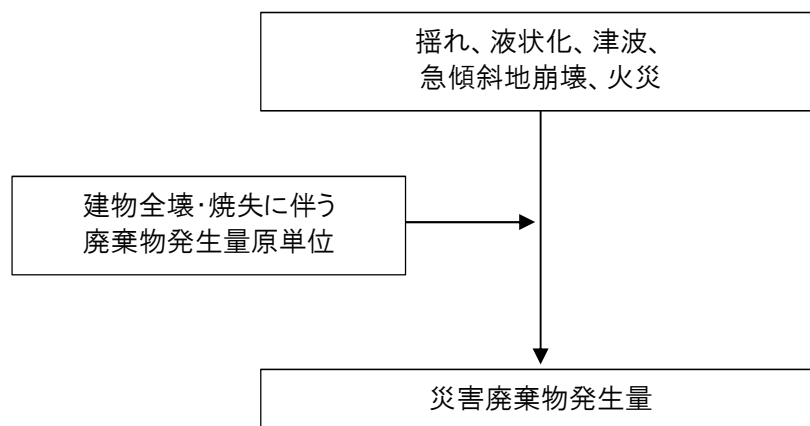 揺れ、液状化、津波、
急傾斜地崩壊、火災
建物全壊・焼失に伴う
廃棄物発生量原単位
災害廃棄物発生量